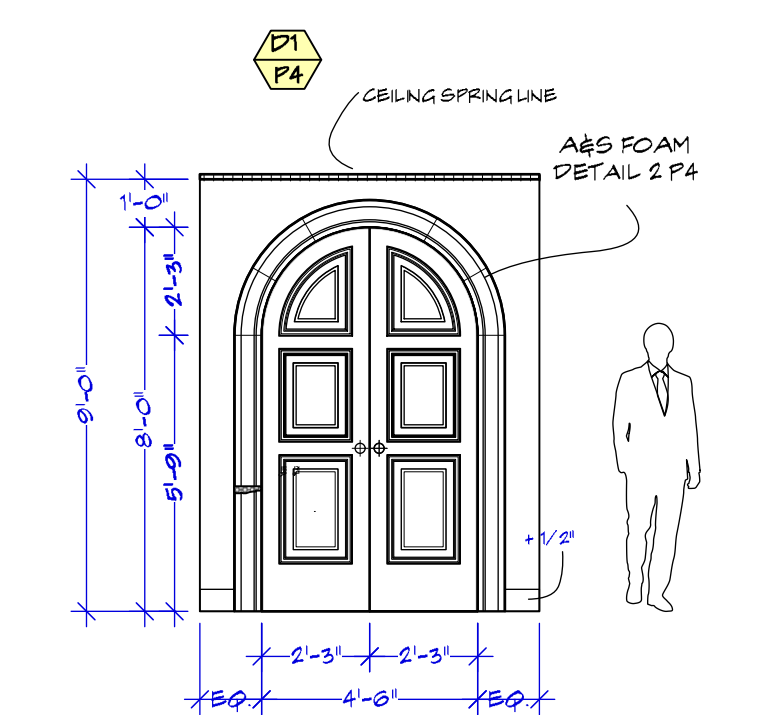 D1
P4
CEILING SPRING LINE
A&S FOAM
DETAIL 2 P4
1'-0"
2'-3"
9'-0"
8'-0"
5'-9"
+ 1/2"
2'-3" 2'-3"
EQ. 4'-6" EQ.